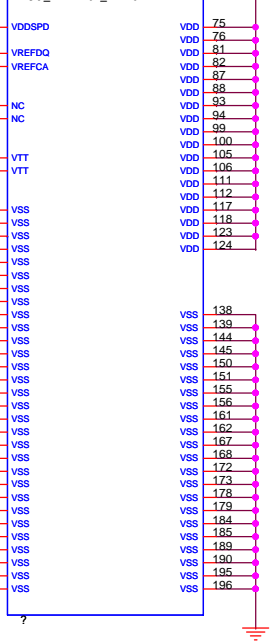 VDDSPD VDD 75
VDD 76
VREFDQ VDD 81
VREFCA VDD 82
VDD 87
VDD 88
NC VDD 93
NC VDD 94
VDD 99
VDD 100
VTT VDD 105
VTT VDD 106
VDD 111
VDD 112
VSS VDD 117
VSS VDD 118
VSS VDD 123
VSS VDD 124
VSS
VSS
VSS
VSS
VSS VSS 138
VSS VSS 139
VSS VSS 144
VSS VSS 145
VSS VSS 150
VSS VSS 151
VSS VSS 155
VSS VSS 156
VSS VSS 161
VSS VSS 162
VSS VSS 167
VSS VSS 168
VSS VSS 172
VSS VSS 173
VSS VSS 178
VSS VSS 179
VSS VSS 184
VSS VSS 185
VSS VSS 189
VSS VSS 190
VSS VSS 195
VSS VSS 196
?